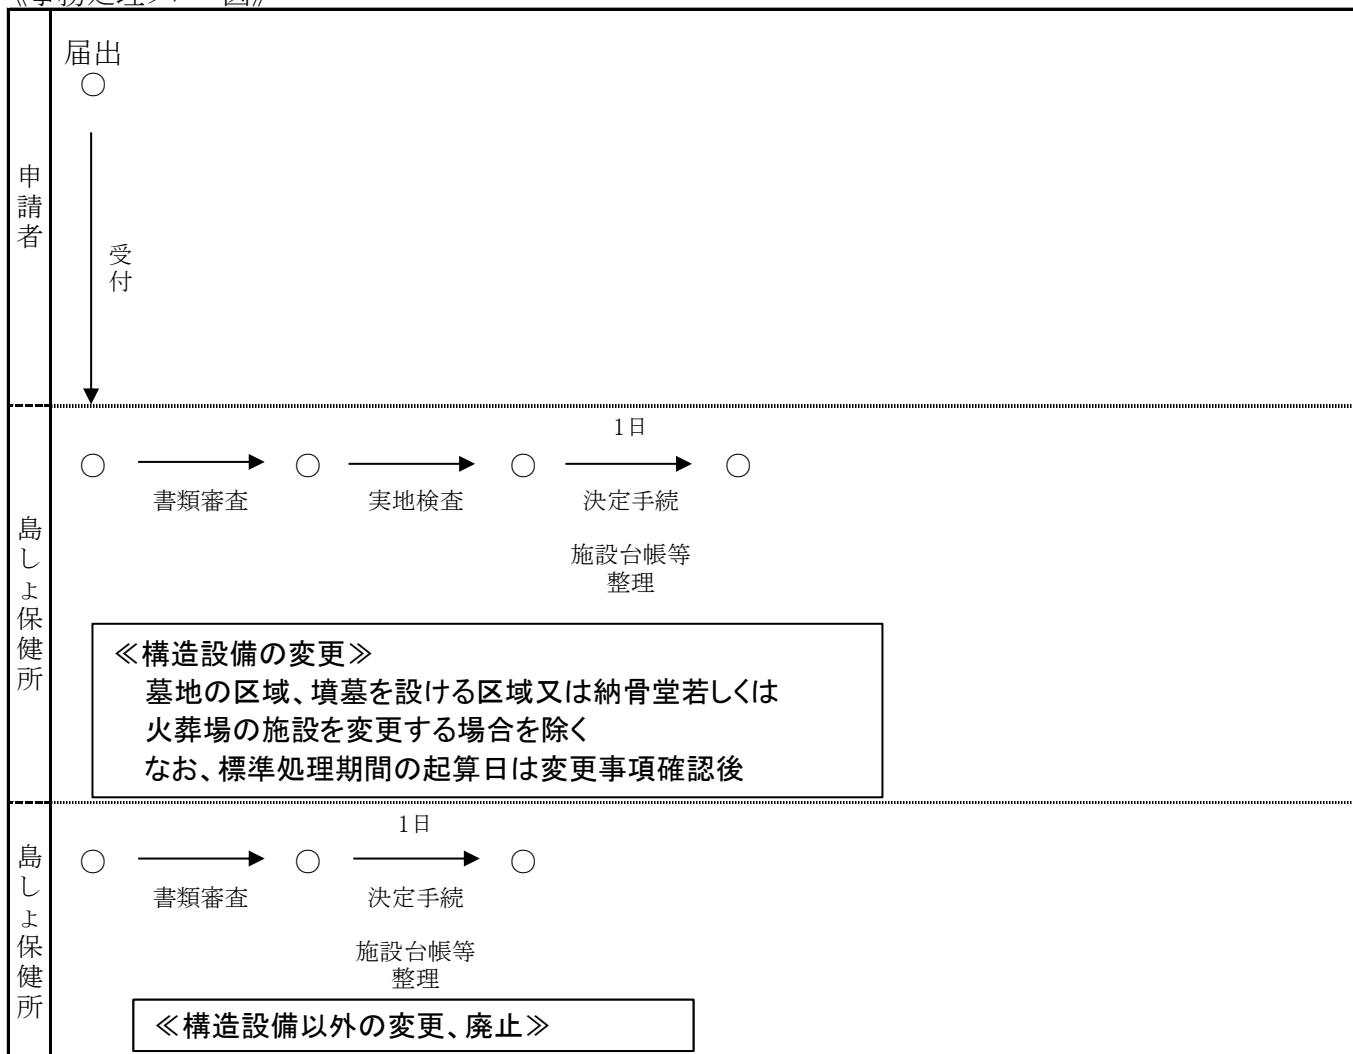 届出
申請者
受付
1日
書類審査
実地検査
決定手続
施設台帳等
整理
島しょ保健所
≪構造設備の変更≫
墓地の区域、墳墓を設ける区域又は納骨堂若しくは
火葬場の施設を変更する場合を除く
なお、標準処理期間の起算日は変更事項確認後
1日
書類審査
決定手続
施設台帳等
整理
島しょ保健所
≪構造設備以外の変更、廃止≫